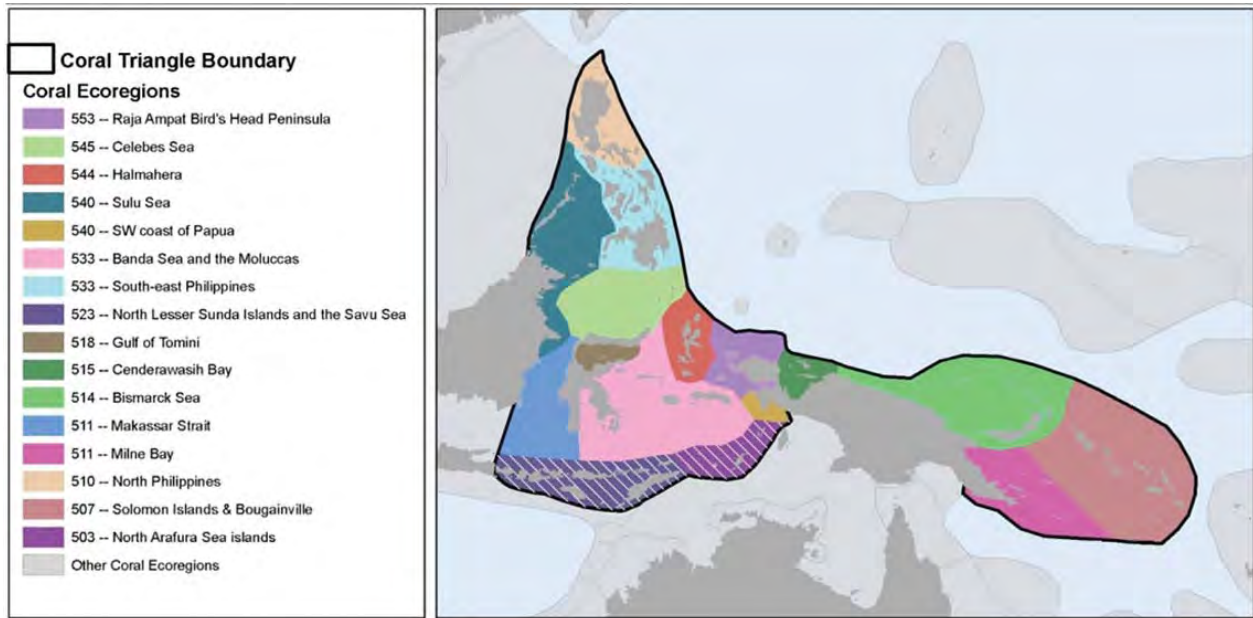 Coral Triangle Boundary
Coral Ecoregions
553 -- Raja Ampat Bird's Head Peninsula
545 -- Celebes Sea
544 -- Halmahera
540 -- Sulu Sea
540 -- SW coast of Papua
533 -- Banda Sea and the Moluccas
533 -- South-east Philippines
523 -- North Lesser Sunda Islands and the Savu Sea
518 -- Gulf of Tomini
515 -- Cenderawasih Bay
514 -- Bismarck Sea
511 -- Makassar Strait
511 -- Milne Bay
510 -- North Philippines
507 -- Solomon Islands & Bougainville
503 -- North Arafura Sea islands
Other Coral Ecoregions